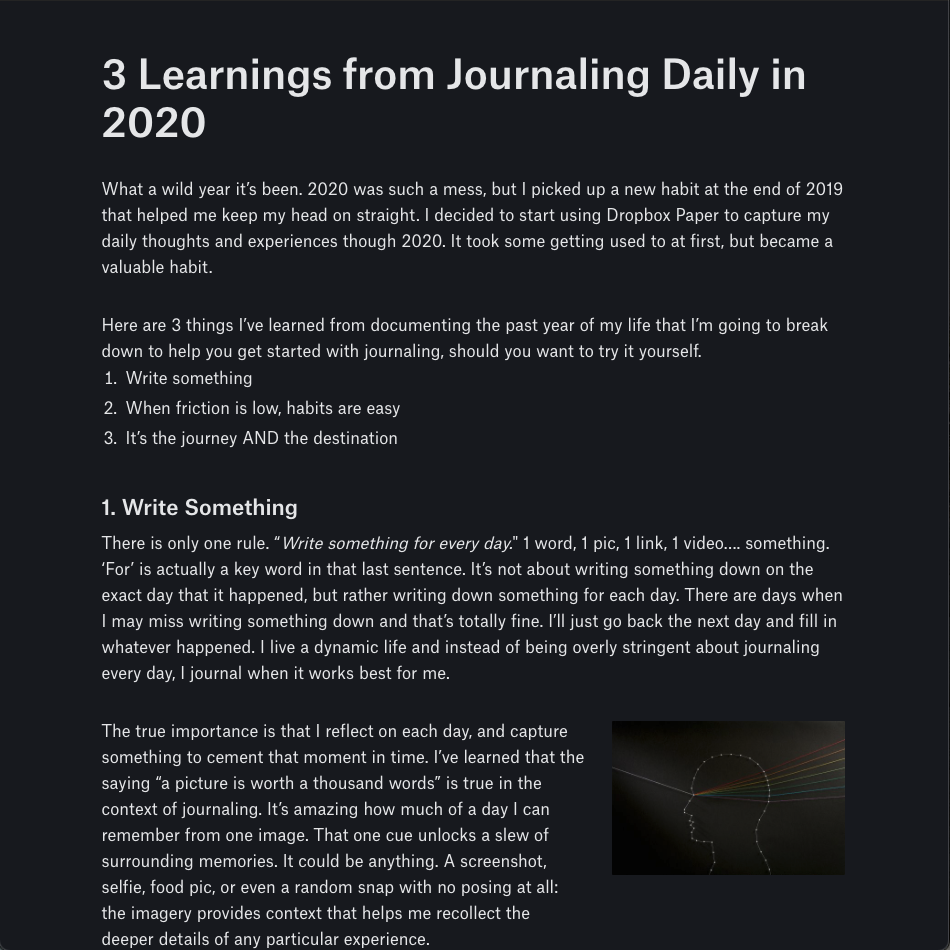 3 Learnings from Journaling Daily in
2020
What a wild year it’s been. 2020 was such a mess, but I picked up a new habit at the end of 2019
that helped me keep my head on straight. I decided to start using Dropbox Paper to capture my
daily thoughts and experiences though 2020. It took some getting used to at first, but became a
valuable habit.
Here are 3 things I’ve learned from documenting the past year of my life that I’m going to break
down to help you get started with journaling, should you want to try it yourself.
1. Write something
2. When friction is low, habits are easy
3. It’s the journey AND the destination
1. Write Something
There is only one rule. “Write something for every day." 1 word, 1 pic, 1 link, 1 video…. something.
‘For’ is actually a key word in that last sentence. It’s not about writing something down on the
exact day that it happened, but rather writing down something for each day. There are days when
I may miss writing something down and that’s totally fine. I’ll just go back the next day and fill in
whatever happened. I live a dynamic life and instead of being overly stringent about journaling
every day, I journal when it works best for me.
The true importance is that I reflect on each day, and capture
something to cement that moment in time. I’ve learned that the
saying “a picture is worth a thousand words” is true in the
context of journaling. It’s amazing how much of a day I can
remember from one image. That one cue unlocks a slew of
surrounding memories. It could be anything. A screenshot,
selfie, food pic, or even a random snap with no posing at all:
the imagery provides context that helps me recollect the
deeper details of any particular experience.